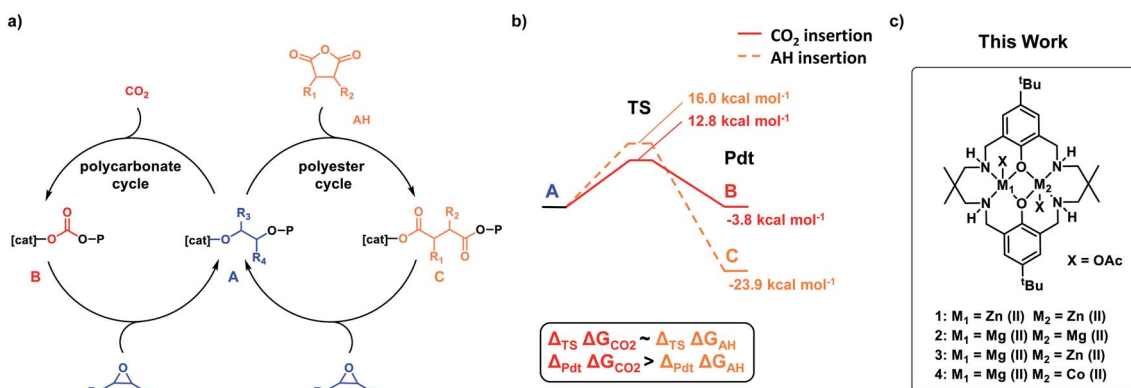 a)
CO2
O
O
O
R1
R2
AH
polycarbonate
cycle
polyester
cycle
[cat]
O
O
O
O–P
B
R3
[cat]
O
O–P
R4
A
O
R2
[cat]
O
O–P
R1
O
C
O
O
b)
CO2 insertion
AH insertion
TS
16.0 kcal mol-1
12.8 kcal mol-1
Pdt
A
B
-3.8 kcal mol-1
C
-23.9 kcal mol-1
ΔTS ΔGCO2 ~ ΔTS ΔGAH
ΔPdt ΔGCO2 > ΔPdt ΔGAH
c)
This Work
tBu
H
N
X
O
N
H
M1
M2
N
H
O
X
N
H
tBu
X = OAc
1: M1 = Zn (II) M2 = Zn (II)
2: M1 = Mg (II) M2 = Mg (II)
3: M1 = Mg (II) M2 = Zn (II)
4: M1 = Mg (II) M2 = Co (II)